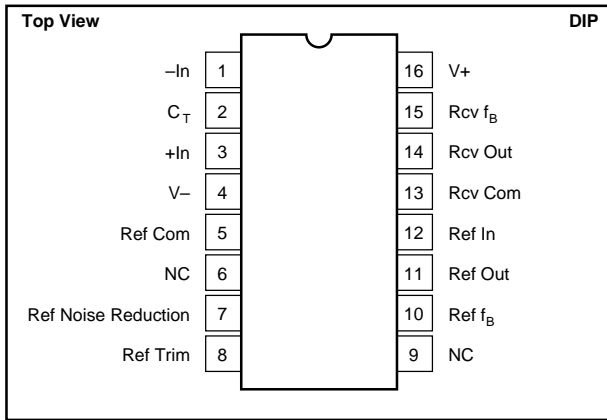 Top View DIP
–In 1 16 V+
C_T 2 15 Rcv f_B
+In 3 14 Rcv Out
V– 4 13 Rcv Com
Ref Com 5 12 Ref In
NC 6 11 Ref Out
Ref Noise Reduction 7 10 Ref f_B
Ref Trim 8 9 NC